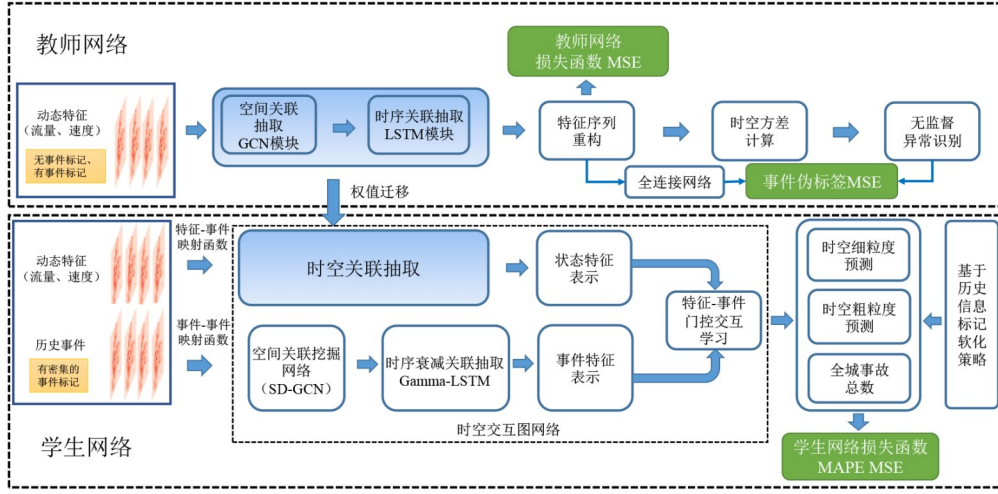 教师网络
教师网络
损失函数 MSE
动态特征
（流量、速度）
无事件标记、
有事件标记
空间关联
抽取
GCN模块
时序关联抽取
LSTM模块
特征序列
重构
时空方差
计算
无监督
异常识别
全连接网络
事件伪标签MSE
权值迁移
动态特征
（流量、速度）
历史事件
有密集的
事件标记
特征-事件
映射函数
事件-事件
映射函数
时空关联抽取
状态特征
表示
空间关联挖掘
网络
（SD-GCN）
时序衰减关联抽取
Gamma-LSTM
事件特征
表示
特征-事件
门控交互
学习
时空交互图网络
时空细粒度
预测
时空粗粒度
预测
全城事故
总数
基于
历史
信息
标记
软化
策略
学生网络
学生网络损失函数
MAPE MSE